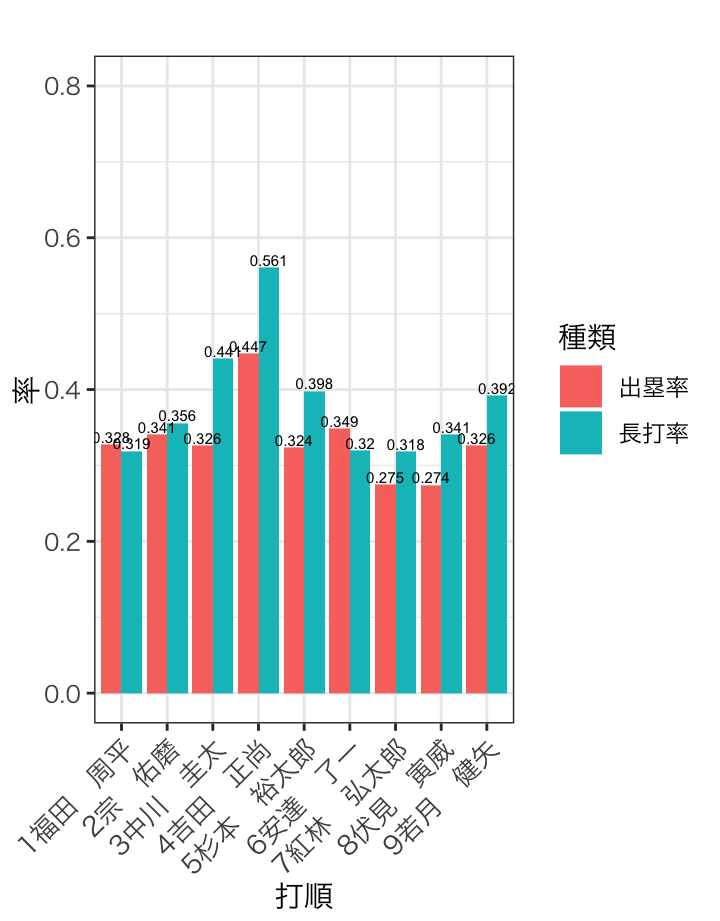 0.8
0.6
0.4
0.2
0.0
率
0.328
0.319
0.341
0.356
0.326
0.441
0.447
0.561
0.324
0.398
0.349
0.32
0.275
0.318
0.274
0.341
0.326
0.392
1福田　周平
2宗　佑磨
3中川　圭太
4吉田　正尚
5杉本　裕太郎
6安達　了一
7紅林　弘太郎
8伏見　寅威
9若月　健矢
打順
種類
出塁率
長打率